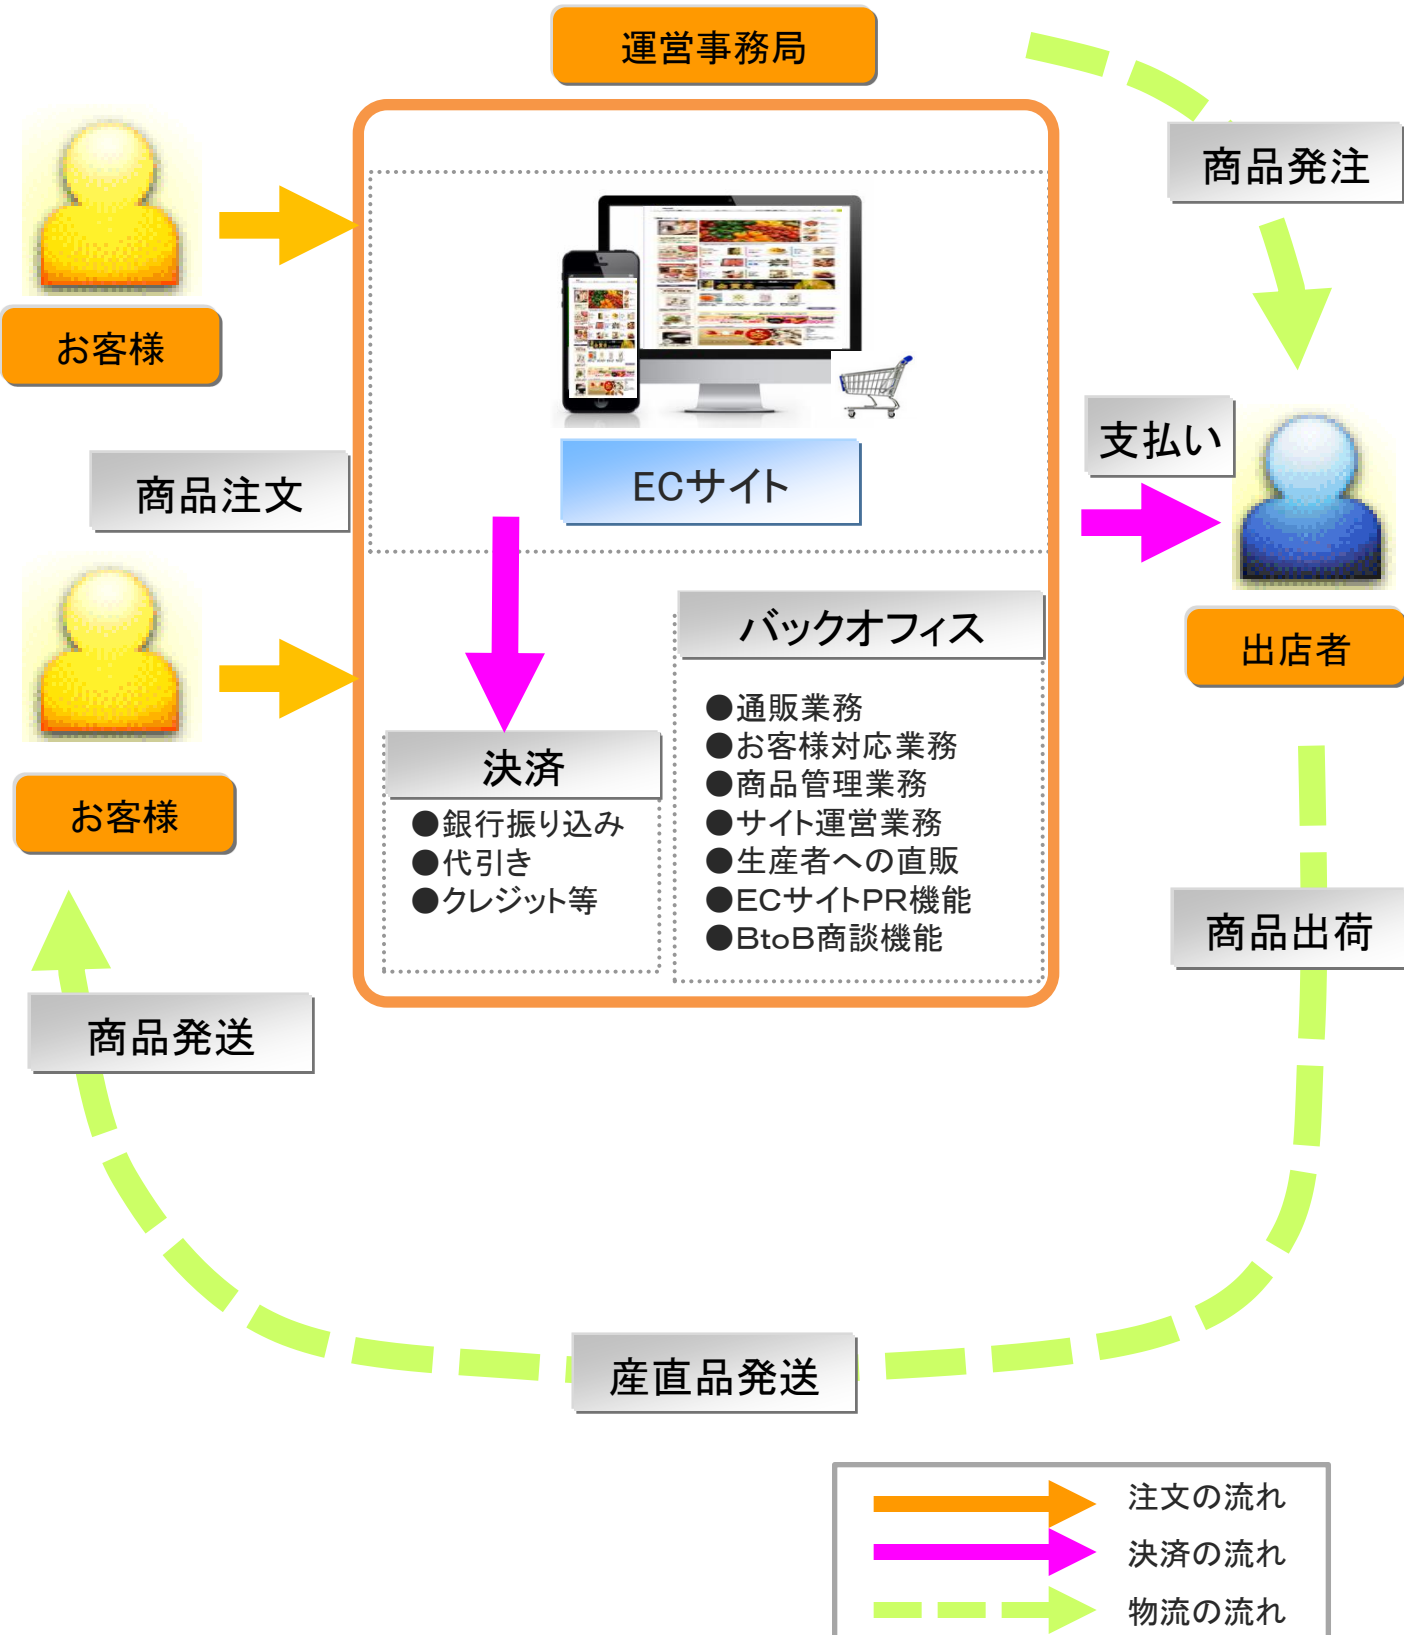 運営事務局
商品発注
お客様
支払い
商品注文
ECサイト
バックオフィス
出店者
●通販業務
●お客様対応業務
●商品管理業務
●サイト運営業務
●生産者への直販
●ECサイトPR機能
●BtoB商談機能
決済
●銀行振り込み
●代引き
●クレジット等
お客様
商品出荷
商品発送
産直品発送
注文の流れ
決済の流れ
物流の流れ